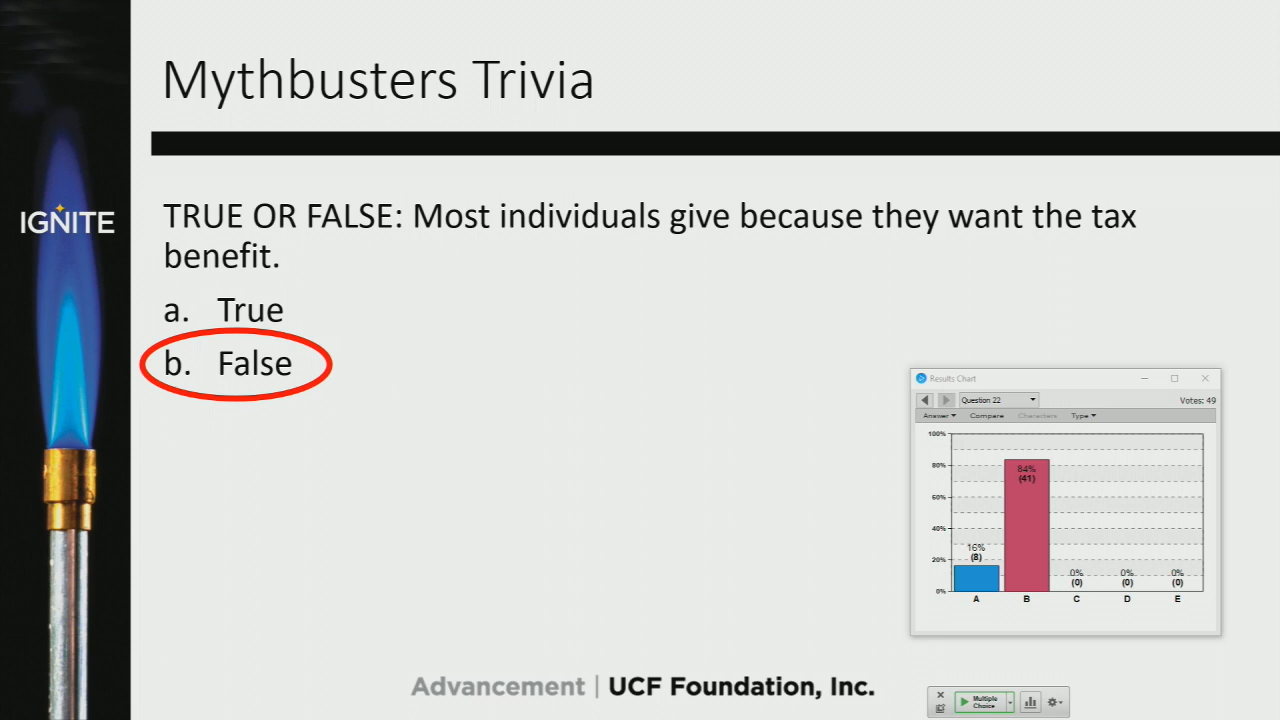 Mythbusters Trivia
IGNITE
TRUE OR FALSE: Most individuals give because they want the tax
benefit.
a. True
b. False
Results Chart
Question 22
Votes: 49
Answer Compare Characters Type
100%
80%
60%
40%
20%
0%
16%
(8)
84%
(41)
0%
(0)
0%
(0)
0%
(0)
A B C D E
Advancement | UCF Foundation, Inc.
Multiple
Choice